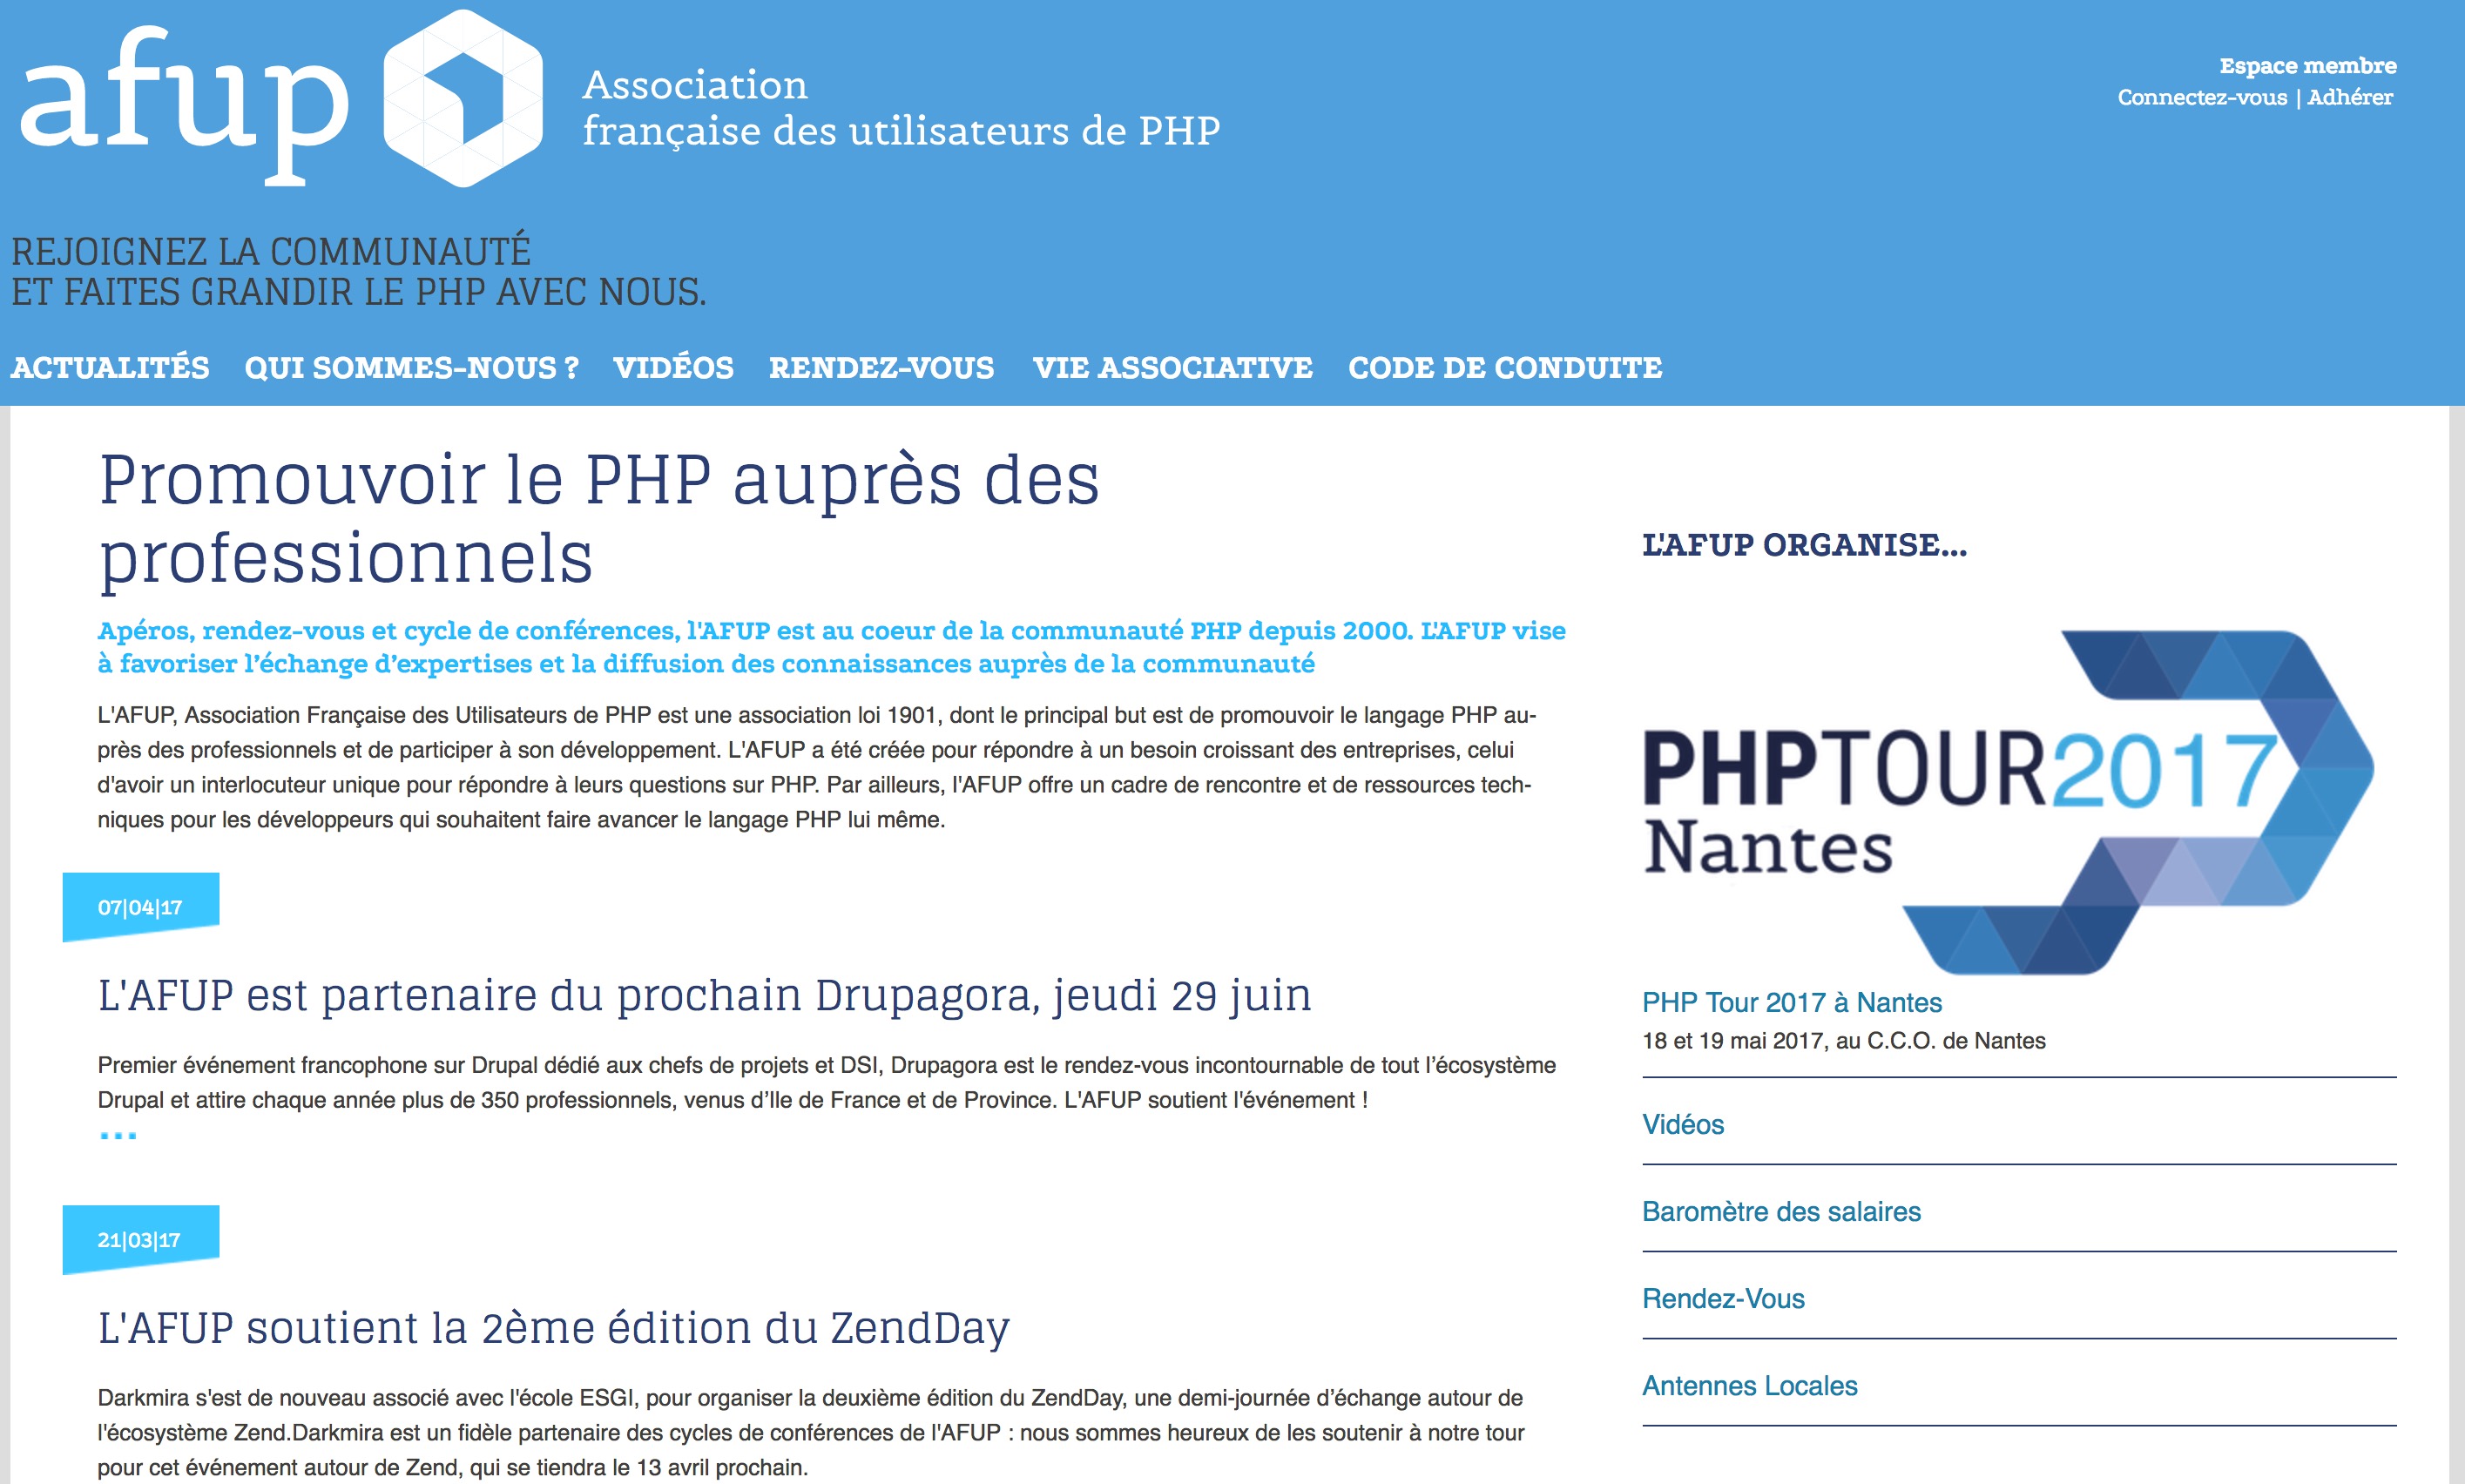 afup
Association
française des utilisateurs de PHP
Espace membre
Connectez-vous | Adhérer
REJOIGNEZ LA COMMUNAUTÉ
ET FAITES GRANDIR LE PHP AVEC NOUS.
ACTUALITÉS QUI SOMMES-NOUS ? VIDÉOS RENDEZ-VOUS VIE ASSOCIATIVE CODE DE CONDUITE
Promouvoir le PHP auprès des
professionnels
Apéros, rendez-vous et cycle de conférences, l'AFUP est au coeur de la communauté PHP depuis 2000. L'AFUP vise
à favoriser l’échange d’expertises et la diffusion des connaissances auprès de la communauté
L'AFUP, Association Française des Utilisateurs de PHP est une association loi 1901, dont le principal but est de promouvoir le langage PHP au-
près des professionnels et de participer à son développement. L'AFUP a été créée pour répondre à un besoin croissant des entreprises, celui
d'avoir un interlocuteur unique pour répondre à leurs questions sur PHP. Par ailleurs, l'AFUP offre un cadre de rencontre et de ressources tech-
niques pour les développeurs qui souhaitent faire avancer le langage PHP lui même.
07|04|17
L'AFUP est partenaire du prochain Drupagora, jeudi 29 juin
Premier événement francophone sur Drupal dédié aux chefs de projets et DSI, Drupagora est le rendez-vous incontournable de tout l’écosystème
Drupal et attire chaque année plus de 350 professionnels, venus d’Ile de France et de Province. L'AFUP soutient l'événement !
...
21|03|17
L'AFUP soutient la 2ème édition du ZendDay
Darkmira s'est de nouveau associé avec l'école ESGI, pour organiser la deuxième édition du ZendDay, une demi-journée d’échange autour de
l'écosystème Zend.Darkmira est un fidèle partenaire des cycles de conférences de l'AFUP : nous sommes heureux de les soutenir à notre tour
pour cet événement autour de Zend, qui se tiendra le 13 avril prochain.
L'AFUP ORGANISE...
PHPTOUR2017
Nantes
PHP Tour 2017 à Nantes
18 et 19 mai 2017, au C.C.O. de Nantes
Vidéos
Baromètre des salaires
Rendez-Vous
Antennes Locales